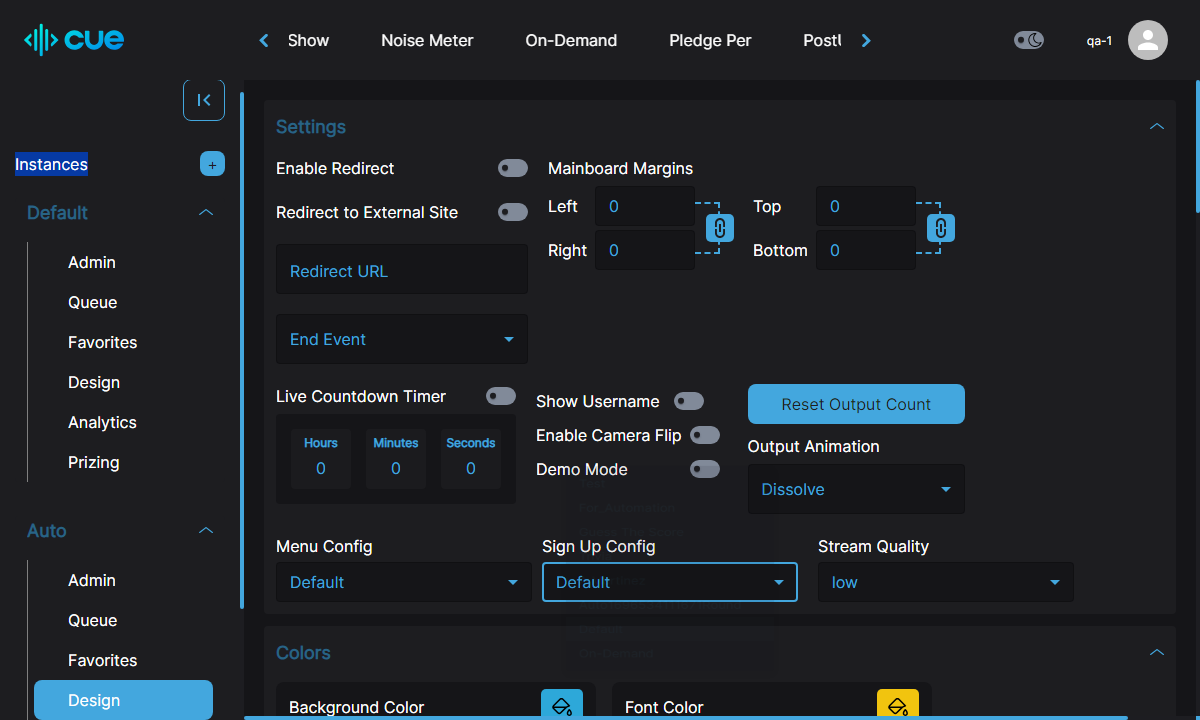 cue
Show
Noise Meter
On-Demand
Pledge Per
qa-1
Instances
+
Default
Admin
Queue
Favorites
Design
Analytics
Prizing
Auto
Admin
Queue
Favorites
Design
Settings
Enable Redirect
Redirect to External Site
Redirect URL
End Event
Mainboard Margins
Left 0
Right 0
Top 0
Bottom 0
Live Countdown Timer
Hours Minutes Seconds
0 0 0
Show Username
Enable Camera Flip
Demo Mode
Reset Output Count
Output Animation
Dissolve
Menu Config
Default
Sign Up Config
Default
Stream Quality
low
On-Demand
Colors
Background Color
Font Color